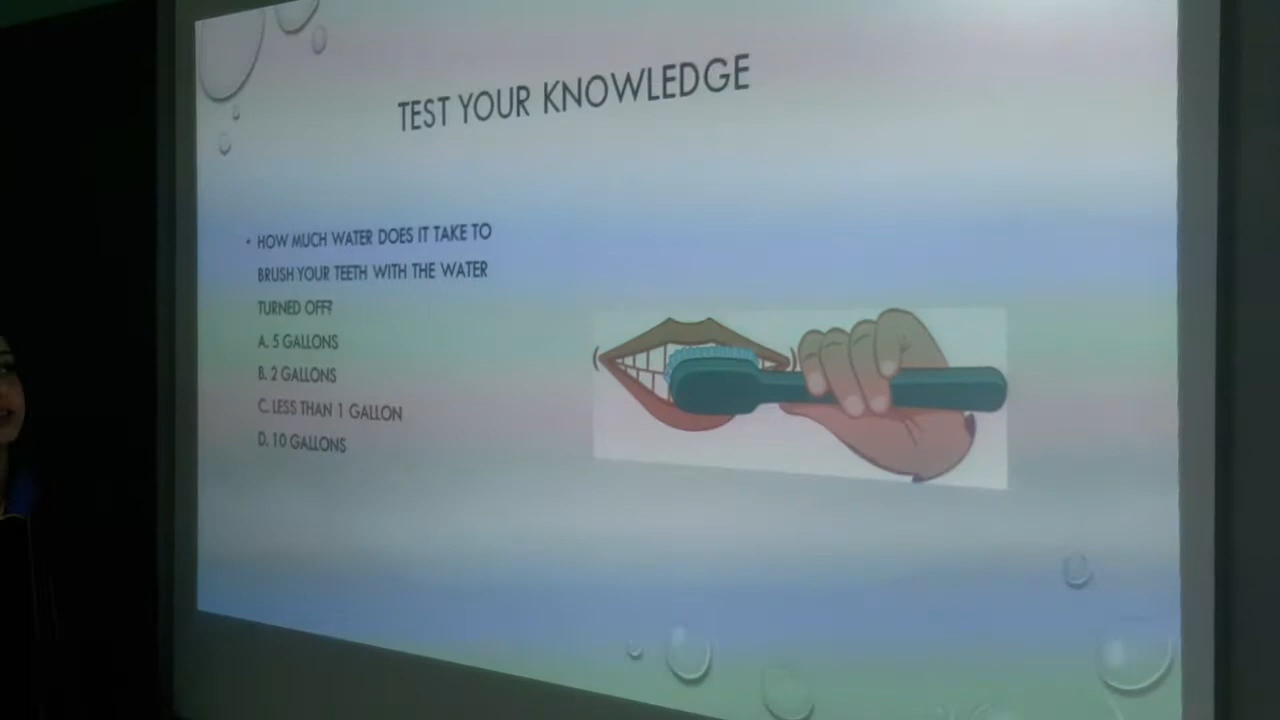 TEST YOUR KNOWLEDGE
• HOW MUCH WATER DOES IT TAKE TO
BRUSH YOUR TEETH WITH THE WATER
TURNED OFF?
A. 5 GALLONS
B. 2 GALLONS
C. LESS THAN 1 GALLON
D. 10 GALLONS